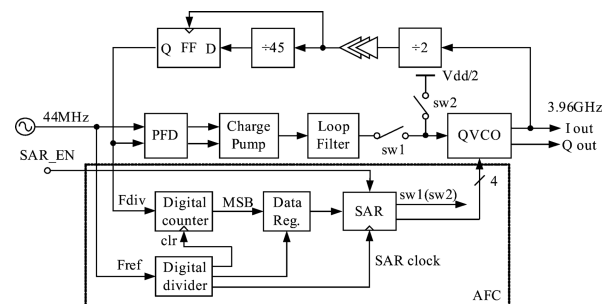 Q FF D
÷45
÷2
Vdd/2
sw2
3.96GHz
44MHz
PFD
Charge
Pump
Loop
Filter
sw1
QVCO
I out
Q out
SAR_EN
4
Fdiv
Digital
counter
MSB
Data
Reg.
SAR
sw1(sw2)
clr
Fref
Digital
divider
SAR clock
AFC